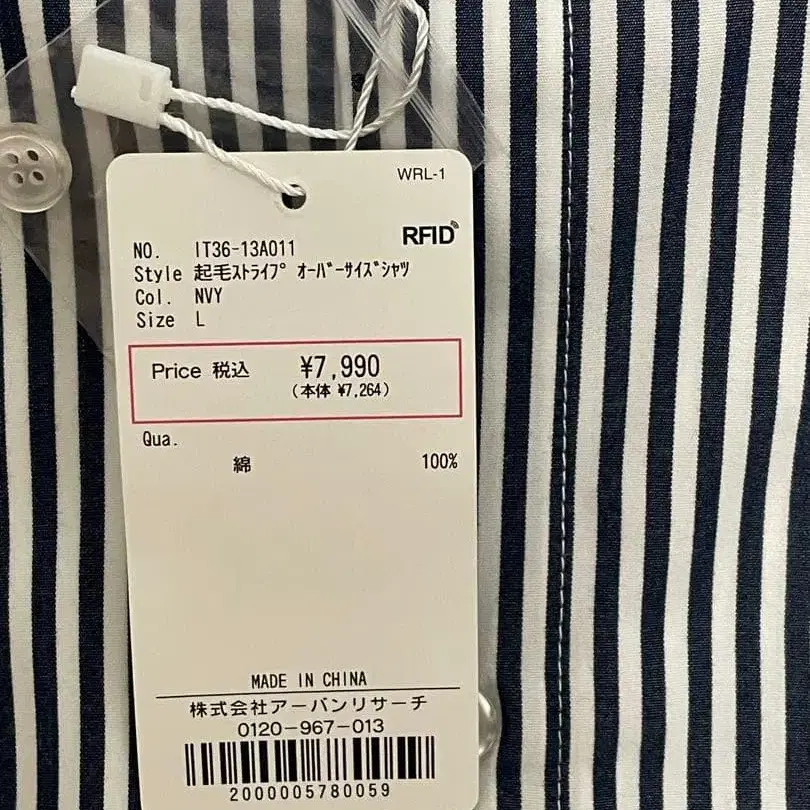 WRL-1
RFID
NO. IT36-13A011
Style 起毛ｽﾄﾗｲﾌﾟ ｵｰﾊﾞｰｻｲｽﾞｼｬﾂ
Col. NVY
Size L
Price 税込 ¥7,990
(本体 ¥7,264)
Qua.
綿 100%
MADE IN CHINA
株式会社アーバンリサーチ
0120-967-013
2000005780059